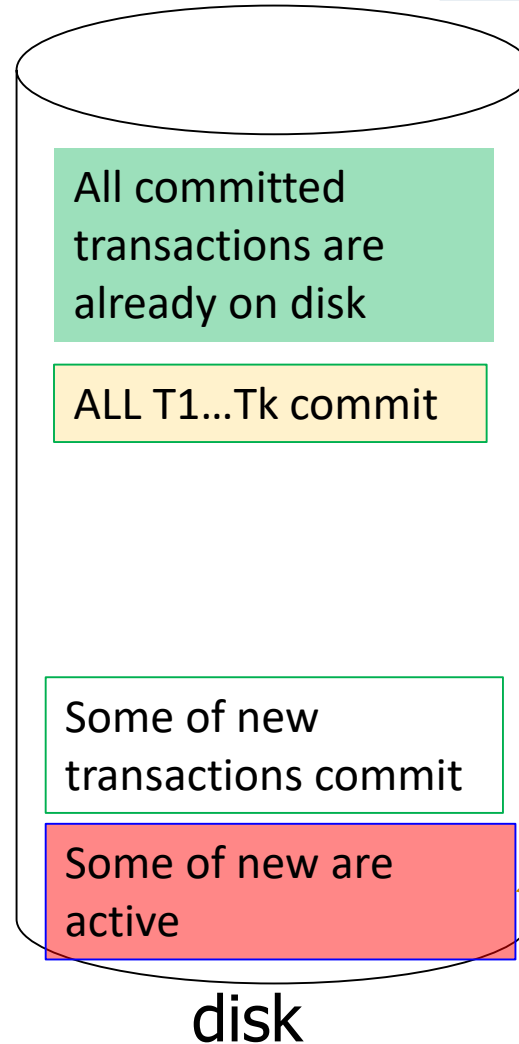 All committed
transactions are
already on disk
ALL T1...Tk commit
Some of new
transactions commit
Some of new are
active
disk